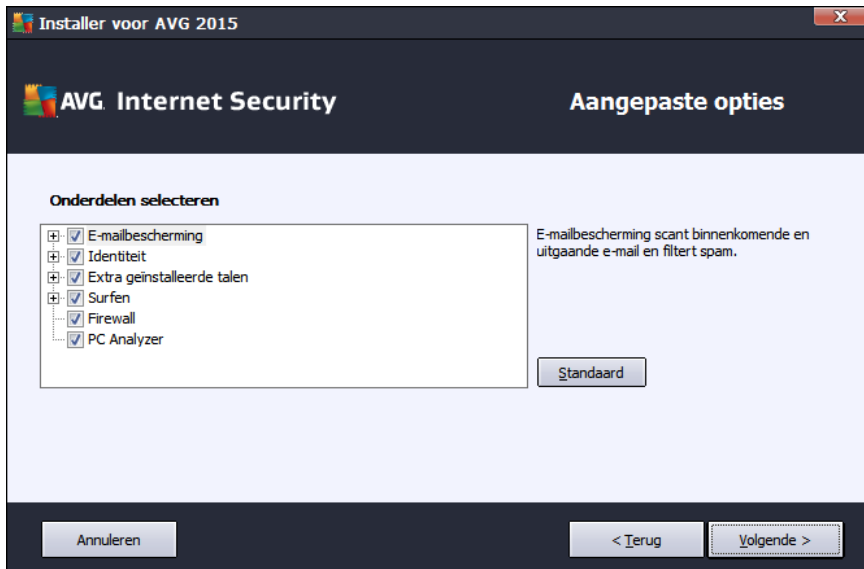 Installer voor AVG 2015
X
AVG. Internet Security
Aangepaste opties
Onderdelen selecteren
E-mailbescherming
Identiteit
Extra geïnstalleerde talen
Surfen
Firewall
PC Analyzer
E-mailbescherming scant binnenkomende en
uitgaande e-mail en filtert spam.
Standaard
Annuleren
< Terug
Volgende >